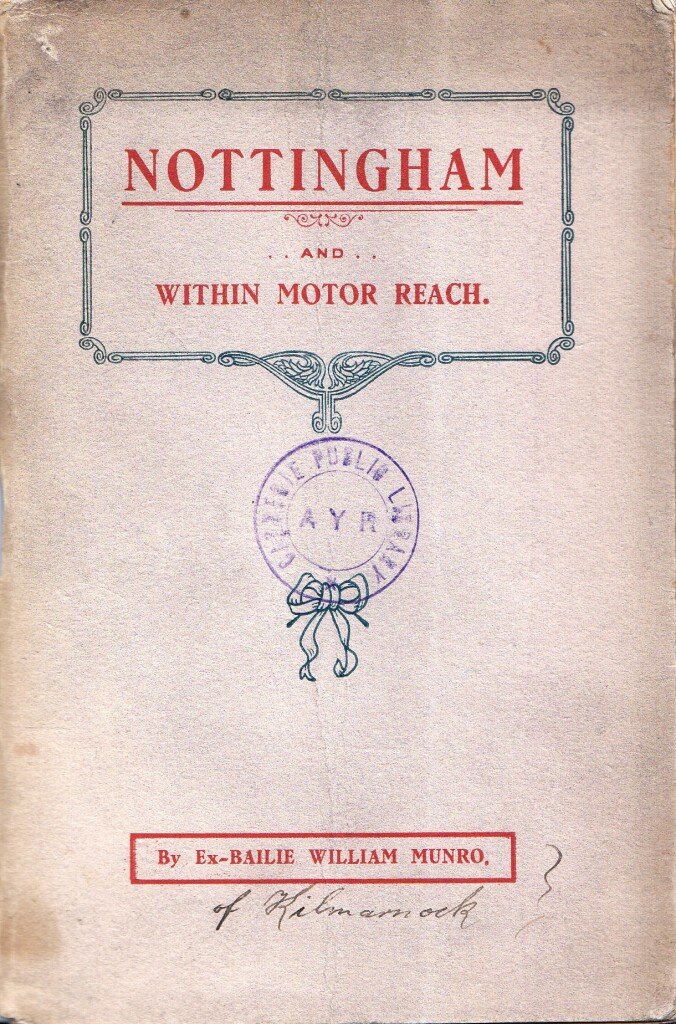 NOTTINGHAM
. . AND . .
WITHIN MOTOR REACH.
CARNEGIE PUBLIC LIBRARY
AYR
By Ex-BAILIE WILLIAM MUNRO.
of Kilmarnock